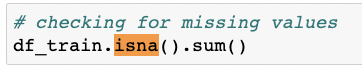 # checking for missing values
df_train.isna().sum()